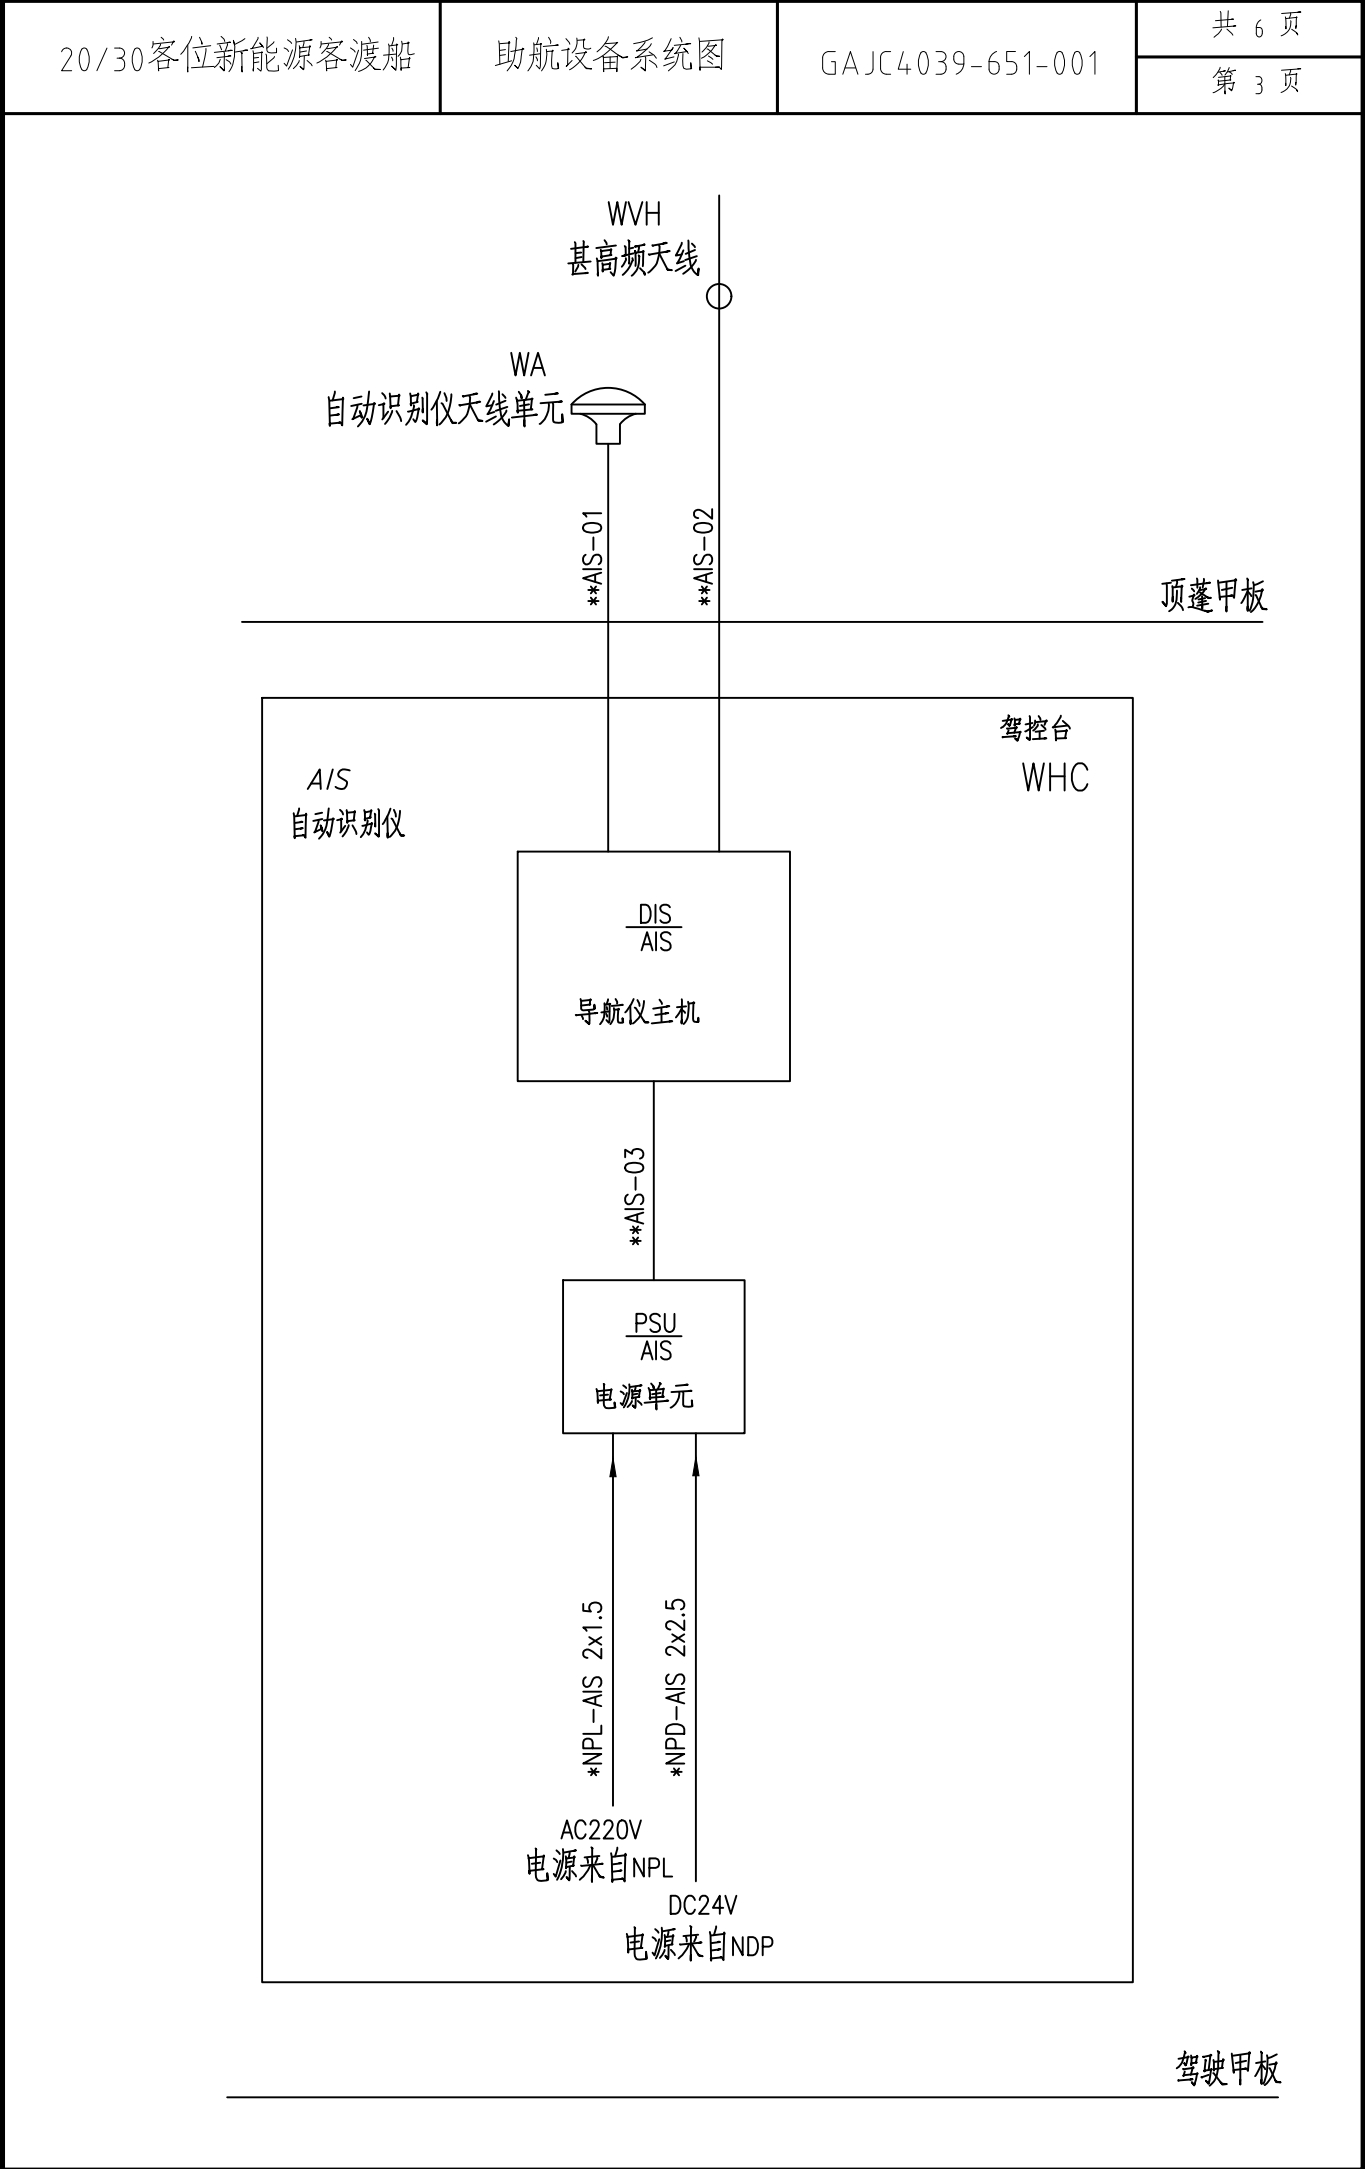 20/30客位新能源客渡船
助航设备系统图
GAJC4039-651-001
共 6 页
第 3 页
WVH
甚高频天线
WA
自动识别仪天线单元
**AIS-01
**AIS-02
顶蓬甲板
驾控台
WHC
AIS
自动识别仪
DIS
AIS
导航仪主机
**AIS-03
PSU
AIS
电源单元
*NPL-AIS 2x1.5
*NPD-AIS 2x2.5
AC220V
电源来自NPL
DC24V
电源来自NDP
驾驶甲板